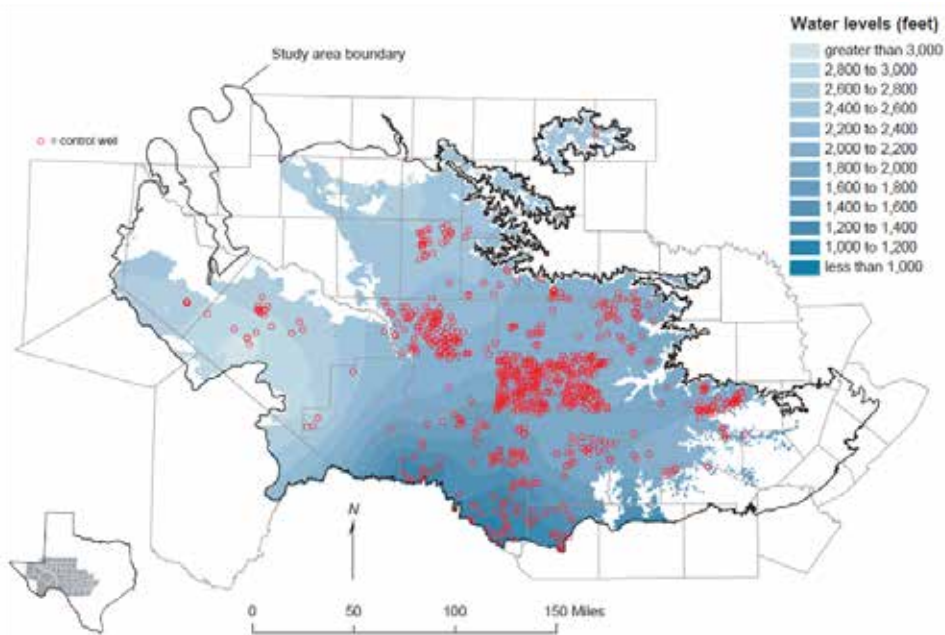 Water levels (feet)
greater than 3,000
2,800 to 3,000
2,600 to 2,800
2,400 to 2,600
2,200 to 2,400
2,000 to 2,200
1,800 to 2,000
1,600 to 1,800
1,400 to 1,600
1,200 to 1,400
1,000 to 1,200
less than 1,000
Study area boundary
= control well
N
0 50 100 150 Miles